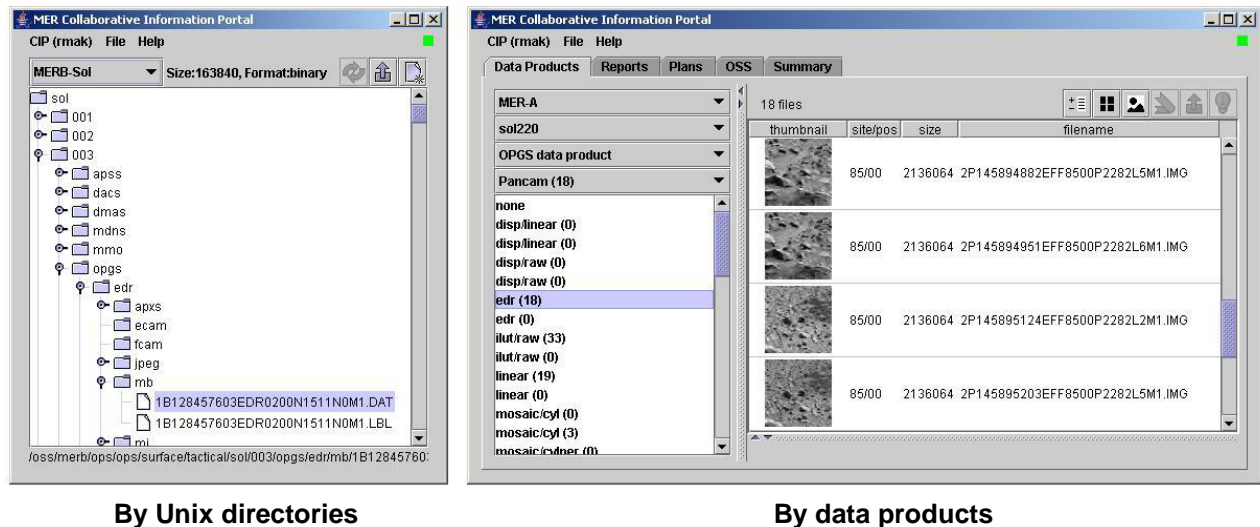 MER Collaborative Information Portal
CIP (rmak) File Help
MERB-Sol Size:163840, Format:binary
sol
001
002
003
apss
dacs
dmas
mdns
mmo
opgs
edr
apxs
ecam
fcam
jpeg
mb
1B128457603EDR0200N1511N0M1.DAT
1B128457603EDR0200N1511N0M1.LBL
mi
/oss/merb/ops/ops/surface/tactical/sol/003/opgs/edr/mb/1B12845760
By Unix directories
MER Collaborative Information Portal
CIP (rmak) File Help
Data Products Reports Plans OSS Summary
MER-A
sol220
OPGS data product
Pancam (18)
none
disp/linear (0)
disp/linear (0)
disp/raw (0)
disp/raw (0)
edr (18)
edr (0)
ilut/raw (33)
ilut/raw (0)
linear (19)
linear (0)
mosaic/cyl (0)
mosaic/cyl (3)
mosaic/cylper (0)
18 files
thumbnail site/pos size filename
85/00 2136064 2P145894882EFF8500P2282L5M1.IMG
85/00 2136064 2P145894951EFF8500P2282L6M1.IMG
85/00 2136064 2P145895124EFF8500P2282L2M1.IMG
85/00 2136064 2P145895203EFF8500P2282L5M1.IMG
By data products